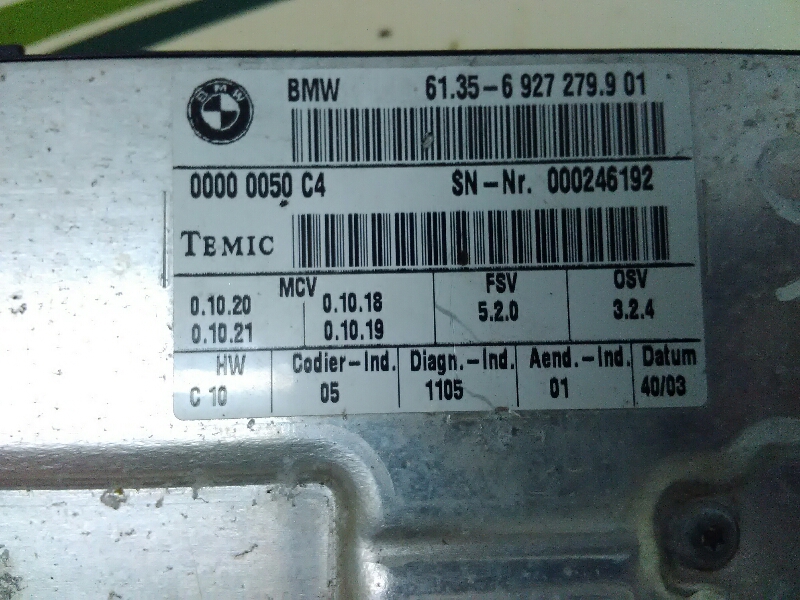 BMW 61.35-6 927 279.9 01
BMW
0000 0050 C4 SN-Nr. 000246192
TEMIC
MCV FSV OSV
0.10.20 0.10.18 5.2.0 3.2.4
0.10.21 0.10.19
HW Codier-Ind. Diagn.-Ind. Aend.-Ind. Datum
C 10 05 1105 01 40/03